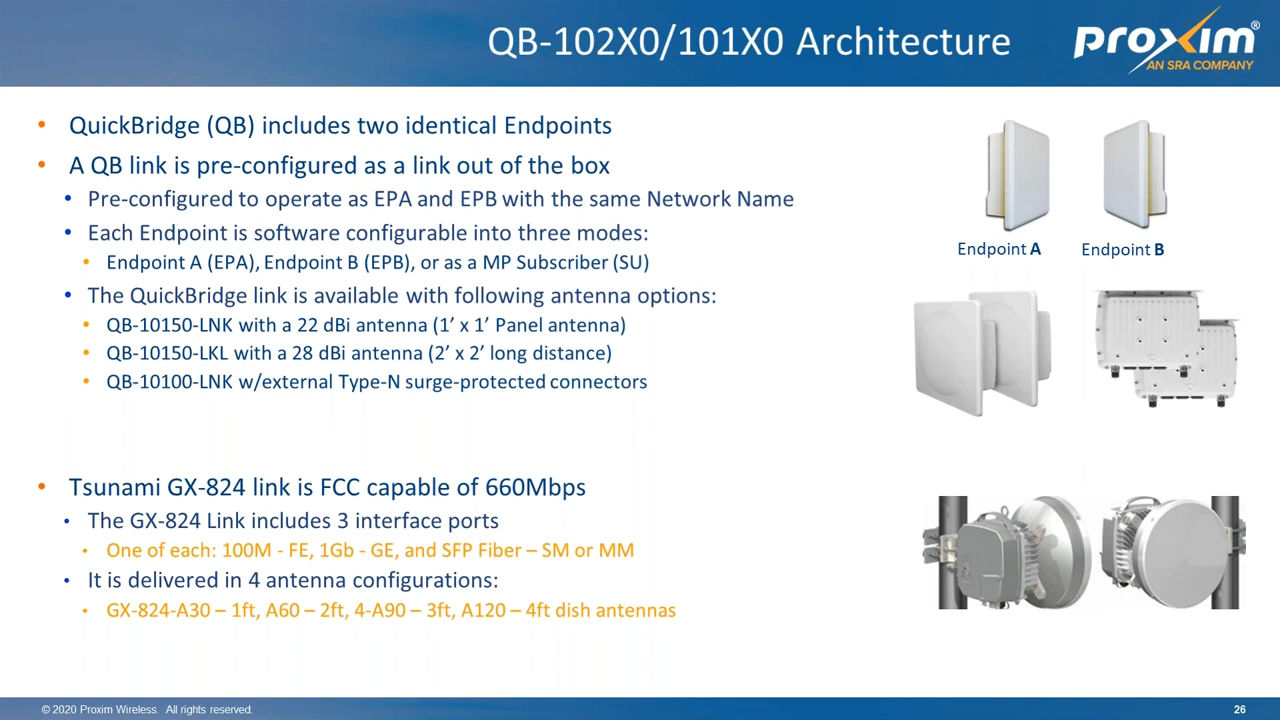 QB-102X0/101X0 Architecture
proxim®
AN SRA COMPANY
• QuickBridge (QB) includes two identical Endpoints
• A QB link is pre-configured as a link out of the box
• Pre-configured to operate as EPA and EPB with the same Network Name
• Each Endpoint is software configurable into three modes:
• Endpoint A (EPA), Endpoint B (EPB), or as a MP Subscriber (SU)
• The QuickBridge link is available with following antenna options:
• QB-10150-LNK with a 22 dBi antenna (1’ x 1’ Panel antenna)
• QB-10150-LKL with a 28 dBi antenna (2’ x 2’ long distance)
• QB-10100-LNK w/external Type-N surge-protected connectors
Endpoint A
Endpoint B
• Tsunami GX-824 link is FCC capable of 660Mbps
• The GX-824 Link includes 3 interface ports
• One of each: 100M - FE, 1Gb - GE, and SFP Fiber – SM or MM
• It is delivered in 4 antenna configurations:
• GX-824-A30 – 1ft, A60 – 2ft, 4-A90 – 3ft, A120 – 4ft dish antennas
© 2020 Proxim Wireless. All rights reserved.
26